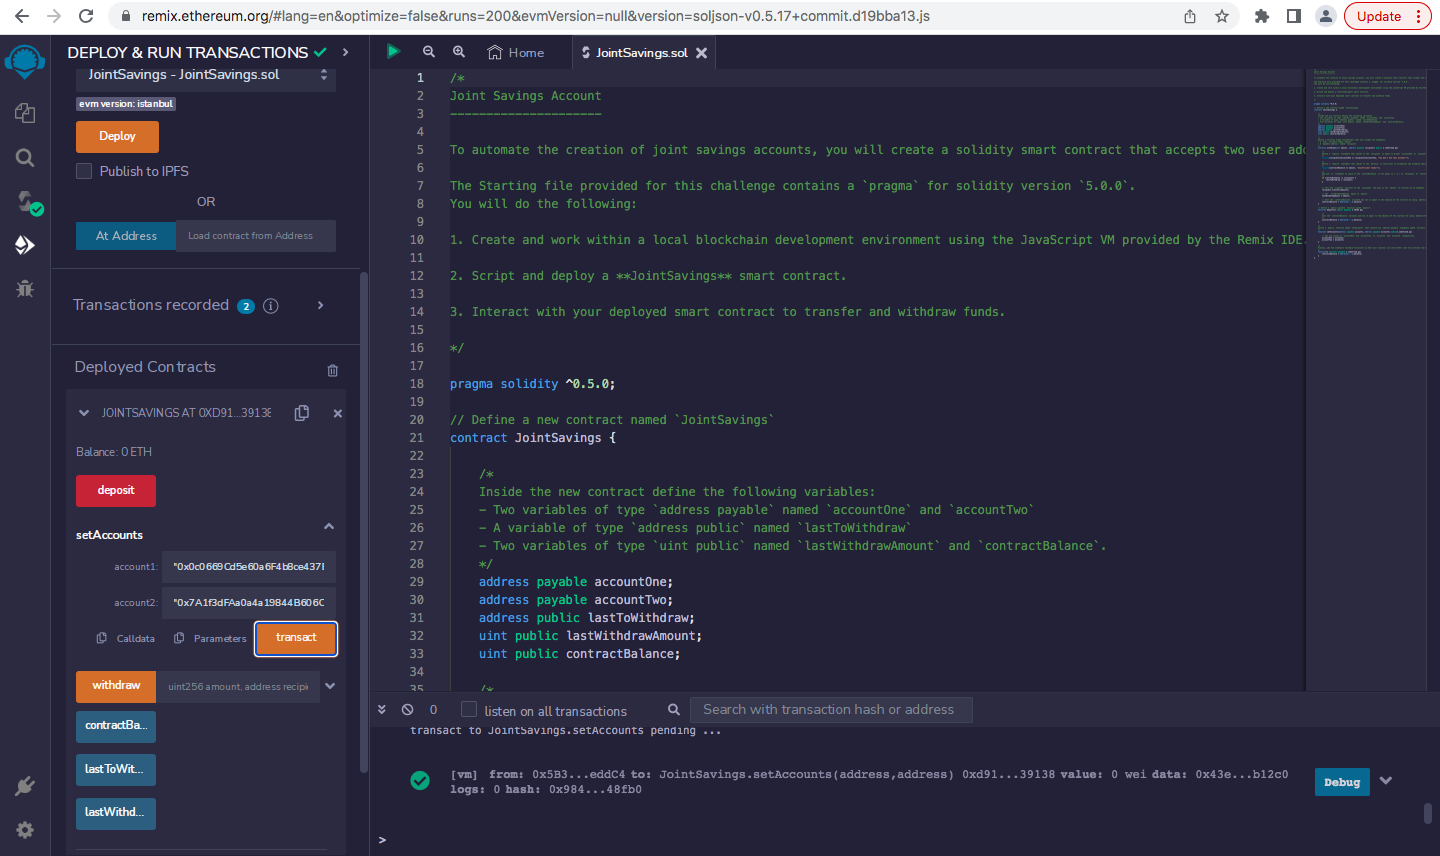 remix.ethereum.org/#lang=en&optimize=false&runs=200&evmVersion=null&version=soljson-v0.5.17+commit.d19bba13.js
Update
DEPLOY & RUN TRANSACTIONS
JointSavings - JointSavings.sol
evm version: istanbul
Deploy
Publish to IPFS
OR
At Address
Load contract from Address
Transactions recorded 2 i
Deployed Contracts
JOINTSAVINGS AT 0XD91...39138
Balance: 0 ETH
deposit
setAccounts
account1: "0x0c0669Cd5e60a6F4b8ce437E
account2: "0x7A1f3dFAa0a4a19844B606C
Calldata
Parameters
transact
withdraw
uint256 amount, address recipie
contractBa...
lastToWit...
lastWithd...
Home
JointSavings.sol
1 /*
2 Joint Savings Account
3 ---------------------
4
5 To automate the creation of joint savings accounts, you will create a solidity smart contract that accepts two user add
6
7 The Starting file provided for this challenge contains a `pragma` for solidity version `5.0.0`.
8 You will do the following:
9
10 1. Create and work within a local blockchain development environment using the JavaScript VM provided by the Remix IDE.
11
12 2. Script and deploy a **JointSavings** smart contract.
13
14 3. Interact with your deployed smart contract to transfer and withdraw funds.
15
16 */
17
18 pragma solidity ^0.5.0;
19
20 // Define a new contract named `JointSavings`
21 contract JointSavings {
22
23 /*
24 Inside the new contract define the following variables:
25 - Two variables of type `address payable` named `accountOne` and `accountTwo`
26 - A variable of type `address public` named `lastToWithdraw`
27 - Two variables of type `uint public` named `lastWithdrawAmount` and `contractBalance`.
28 */
29 address payable accountOne;
30 address payable accountTwo;
31 address public lastToWithdraw;
32 uint public lastWithdrawAmount;
33 uint public contractBalance;
34
35 /*
0
listen on all transactions
Search with transaction hash or address
transact to JointSavings.setAccounts pending ...
[vm] from: 0x5B3...eddC4 to: JointSavings.setAccounts(address,address) 0xd91...39138 value: 0 wei data: 0x43e...b12c0
logs: 0 hash: 0x984...48fb0
Debug
>